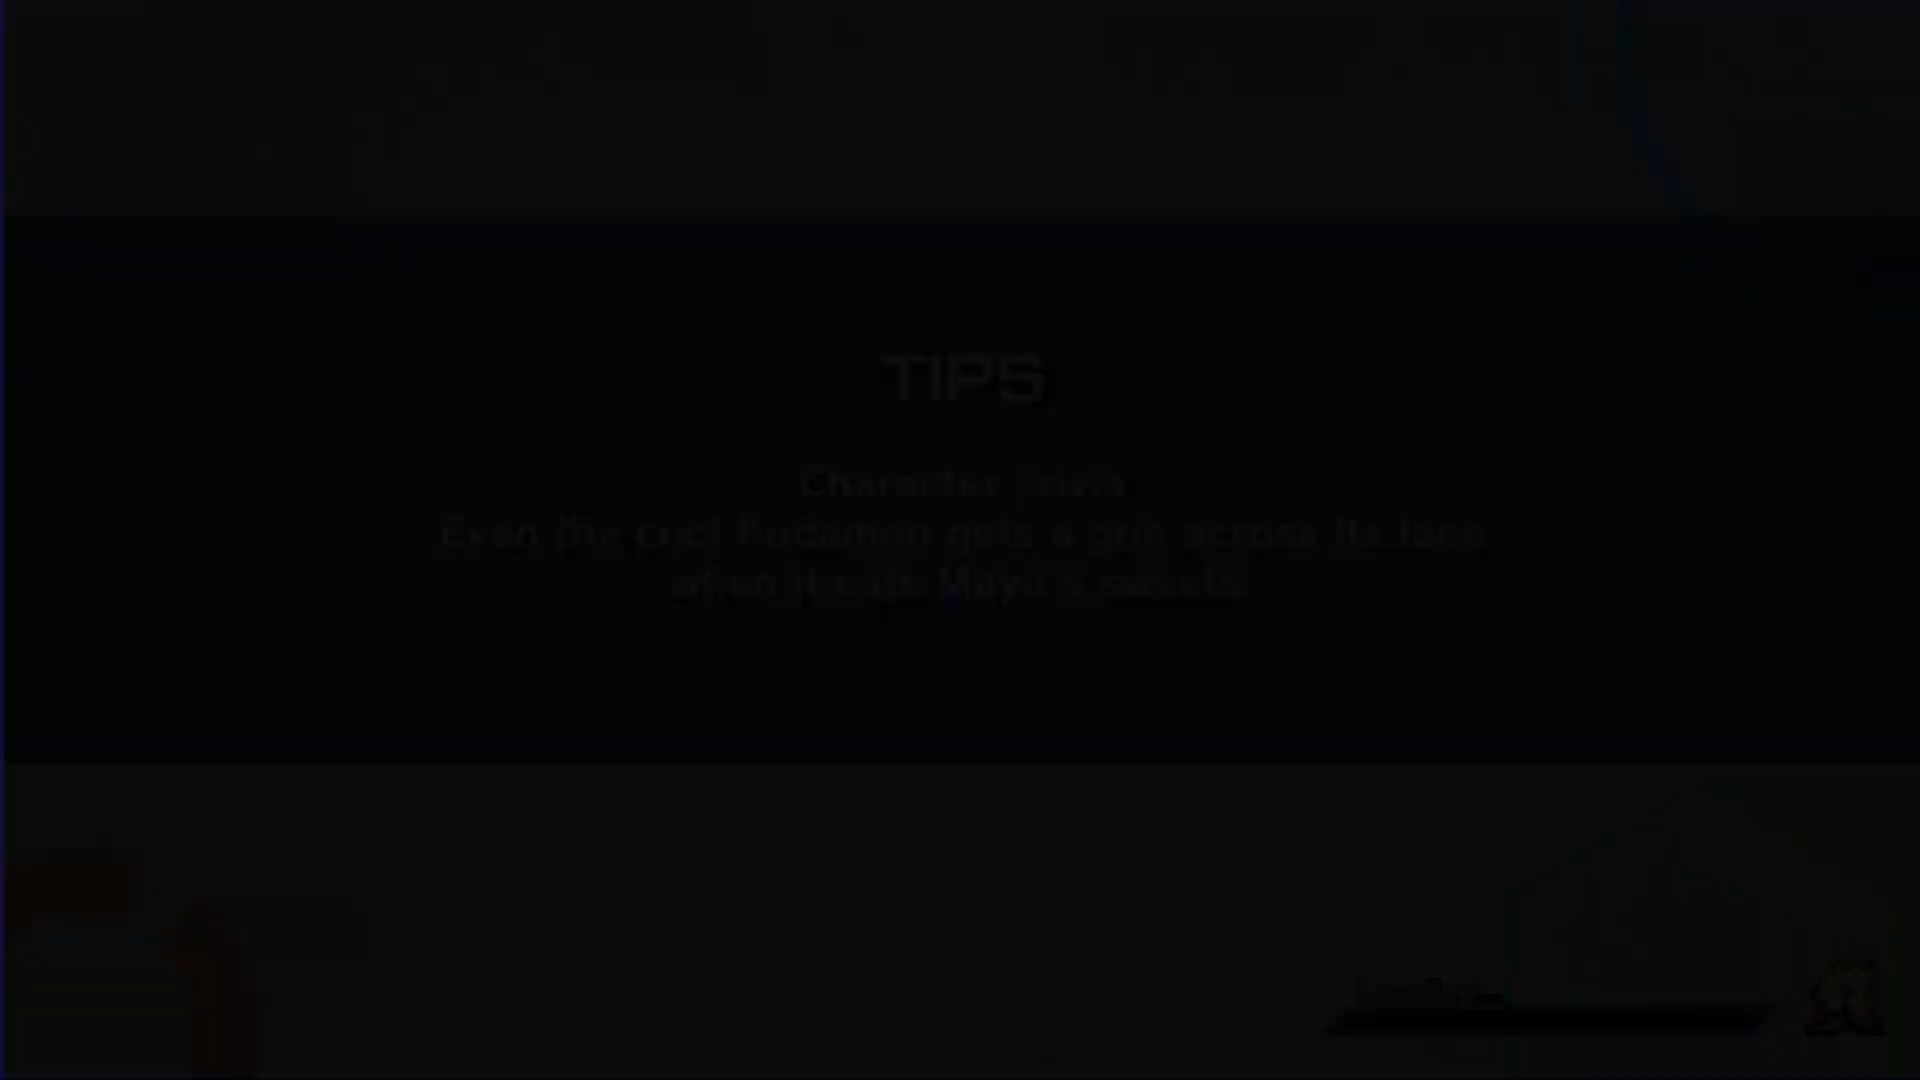 TIPS
Character Trivia
Even the cool Kudamon gets a grin across its face
when it eats Mayu's sweets.